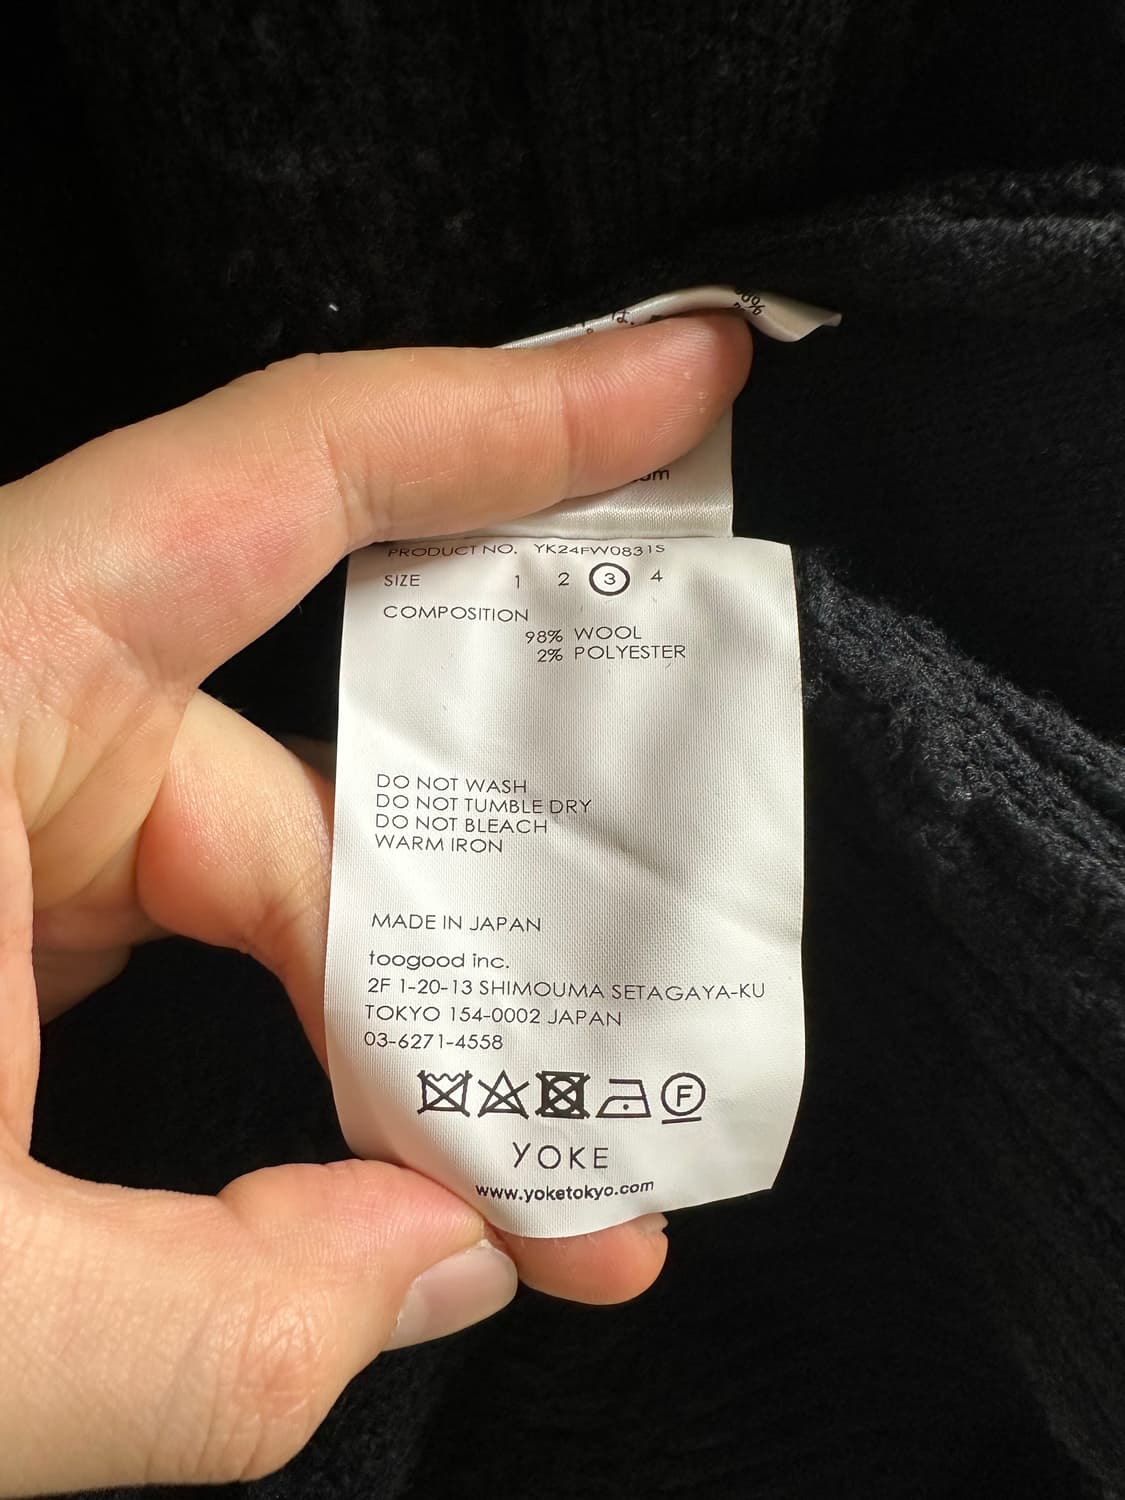 は.
PRODUCT NO. YK24FW0831S
SIZE 1 2 3 4
COMPOSITION
98% WOOL
2% POLYESTER
DO NOT WASH
DO NOT TUMBLE DRY
DO NOT BLEACH
WARM IRON
MADE IN JAPAN
toogood inc.
2F 1-20-13 SHIMOUMA SETAGAYA-KU
TOKYO 154-0002 JAPAN
03-6271-4558
F
YOKE
www.yoketokyo.com